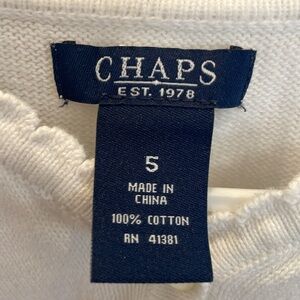 CHAPS
EST. 1978
5
MADE IN
CHINA
100% COTTON
RN 41381